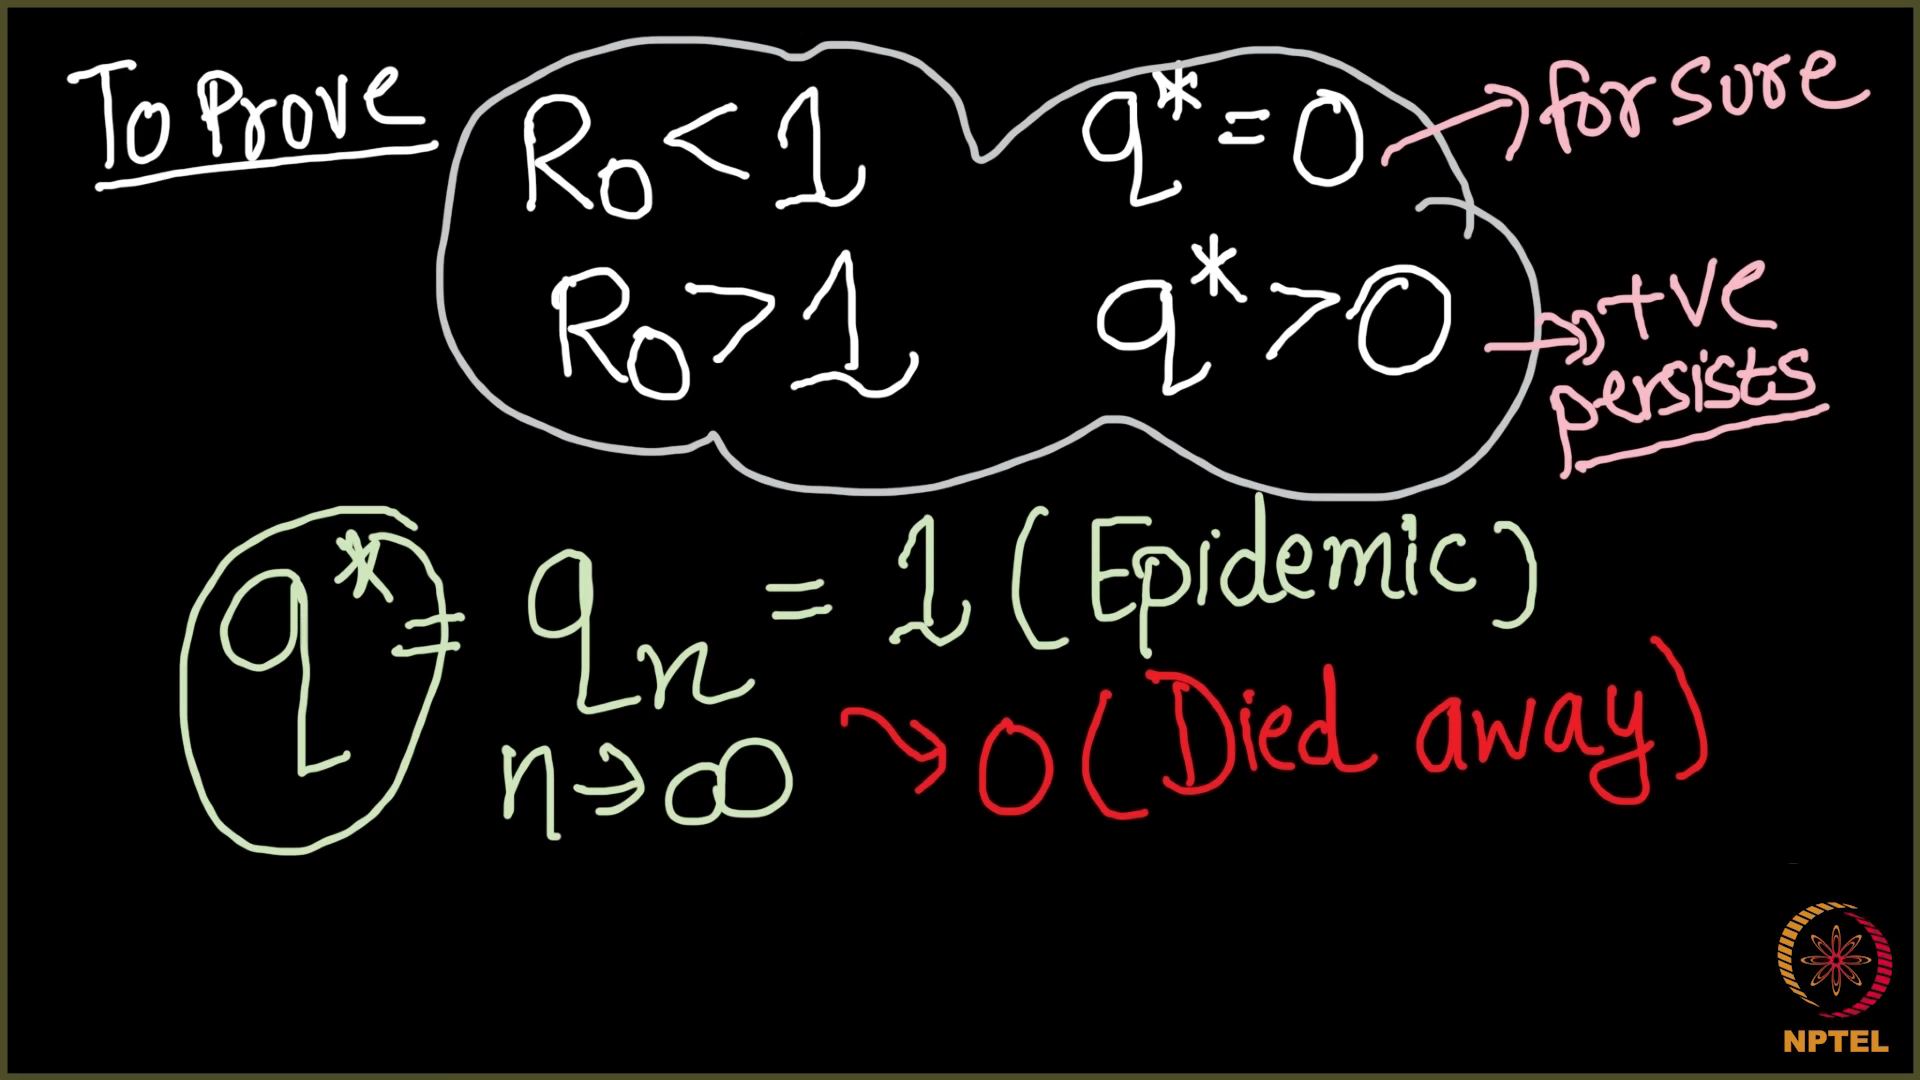 To Prove R₀ < 1 q* = 0 → for sure
R₀ > 1 q* > 0 → +ve
persists
q* = qₙ = 1 (Epidemic)
n → ∞ → 0 (Died away)
NPTEL